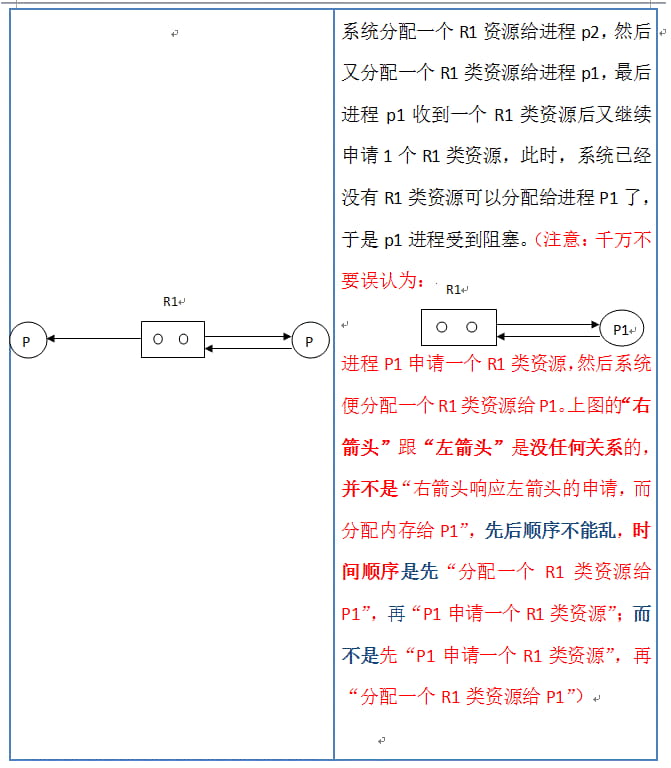 R1
P
P
系统分配一个 R1 资源给进程 p2，然后
又分配一个 R1 类资源给进程 p1，最后
进程 p1 收到一个 R1 类资源后又继续
申请 1 个 R1 类资源，此时，系统已经
没有 R1 类资源可以分配给进程 P1 了，
于是 p1 进程受到阻塞。（注意：千万不
要误认为：
R1
P1
进程 P1 申请一个 R1 类资源，然后系统
便分配一个 R1 类资源给 P1。上图的“右
箭头”跟“左箭头”是没任何关系的，
并不是“右箭头响应左箭头的申请，而
分配内存给 P1”，先后顺序不能乱，时
间顺序是先“分配一个 R1 类资源给
P1”，再“P1 申请一个 R1 类资源”；而
不是先“P1 申请一个 R1 类资源”，再
“分配一个 R1 类资源给 P1”）